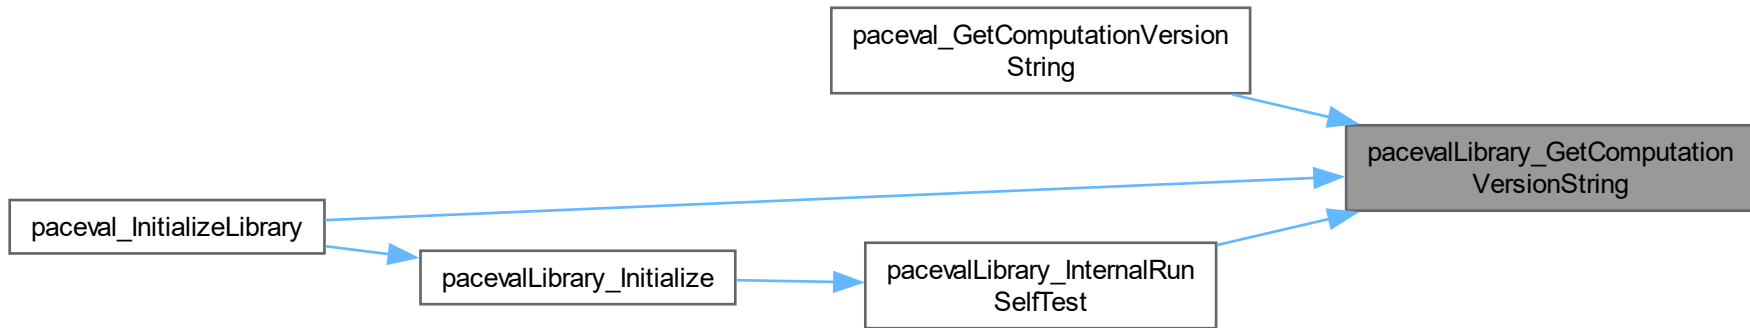 paceval_GetComputationVersion
String
pacevalLibrary_GetComputation
VersionString
paceval_InitializeLibrary
pacevalLibrary_Initialize
pacevalLibrary_InternalRun
SelfTest